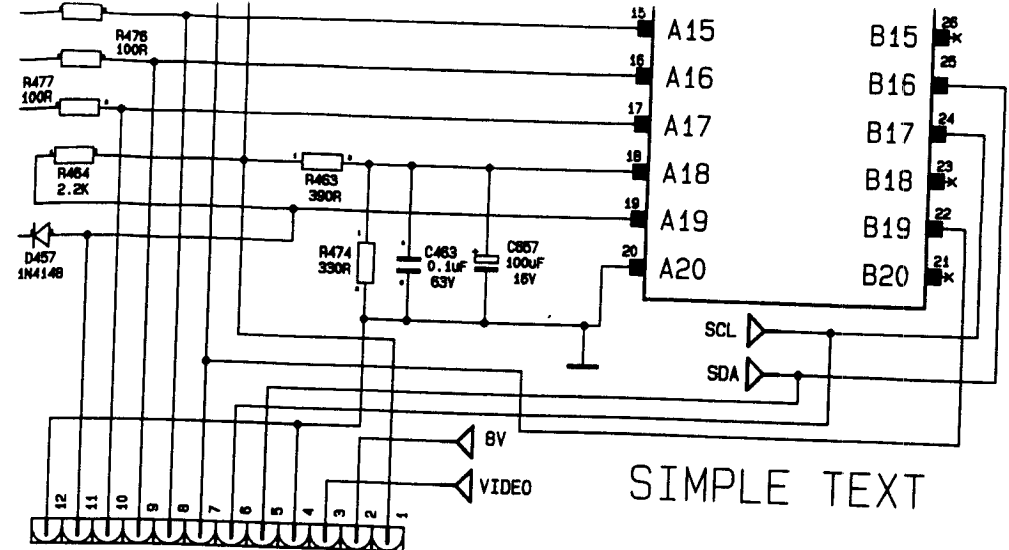 15
A15
B15
26
R476
100R
16
A16
B16
25
R477
100R
17
A17
B17
24
R464
2.2K
R463
390R
18
A18
B18
23
19
A19
B19
22
D457
1N4148
R474
330R
C463
0.1uF
63V
C657
100uF
16V
20
A20
B20
21
SCL
SDA
8V
VIDEO
SIMPLE TEXT
12
11
10
9
8
7
6
5
4
3
2
1